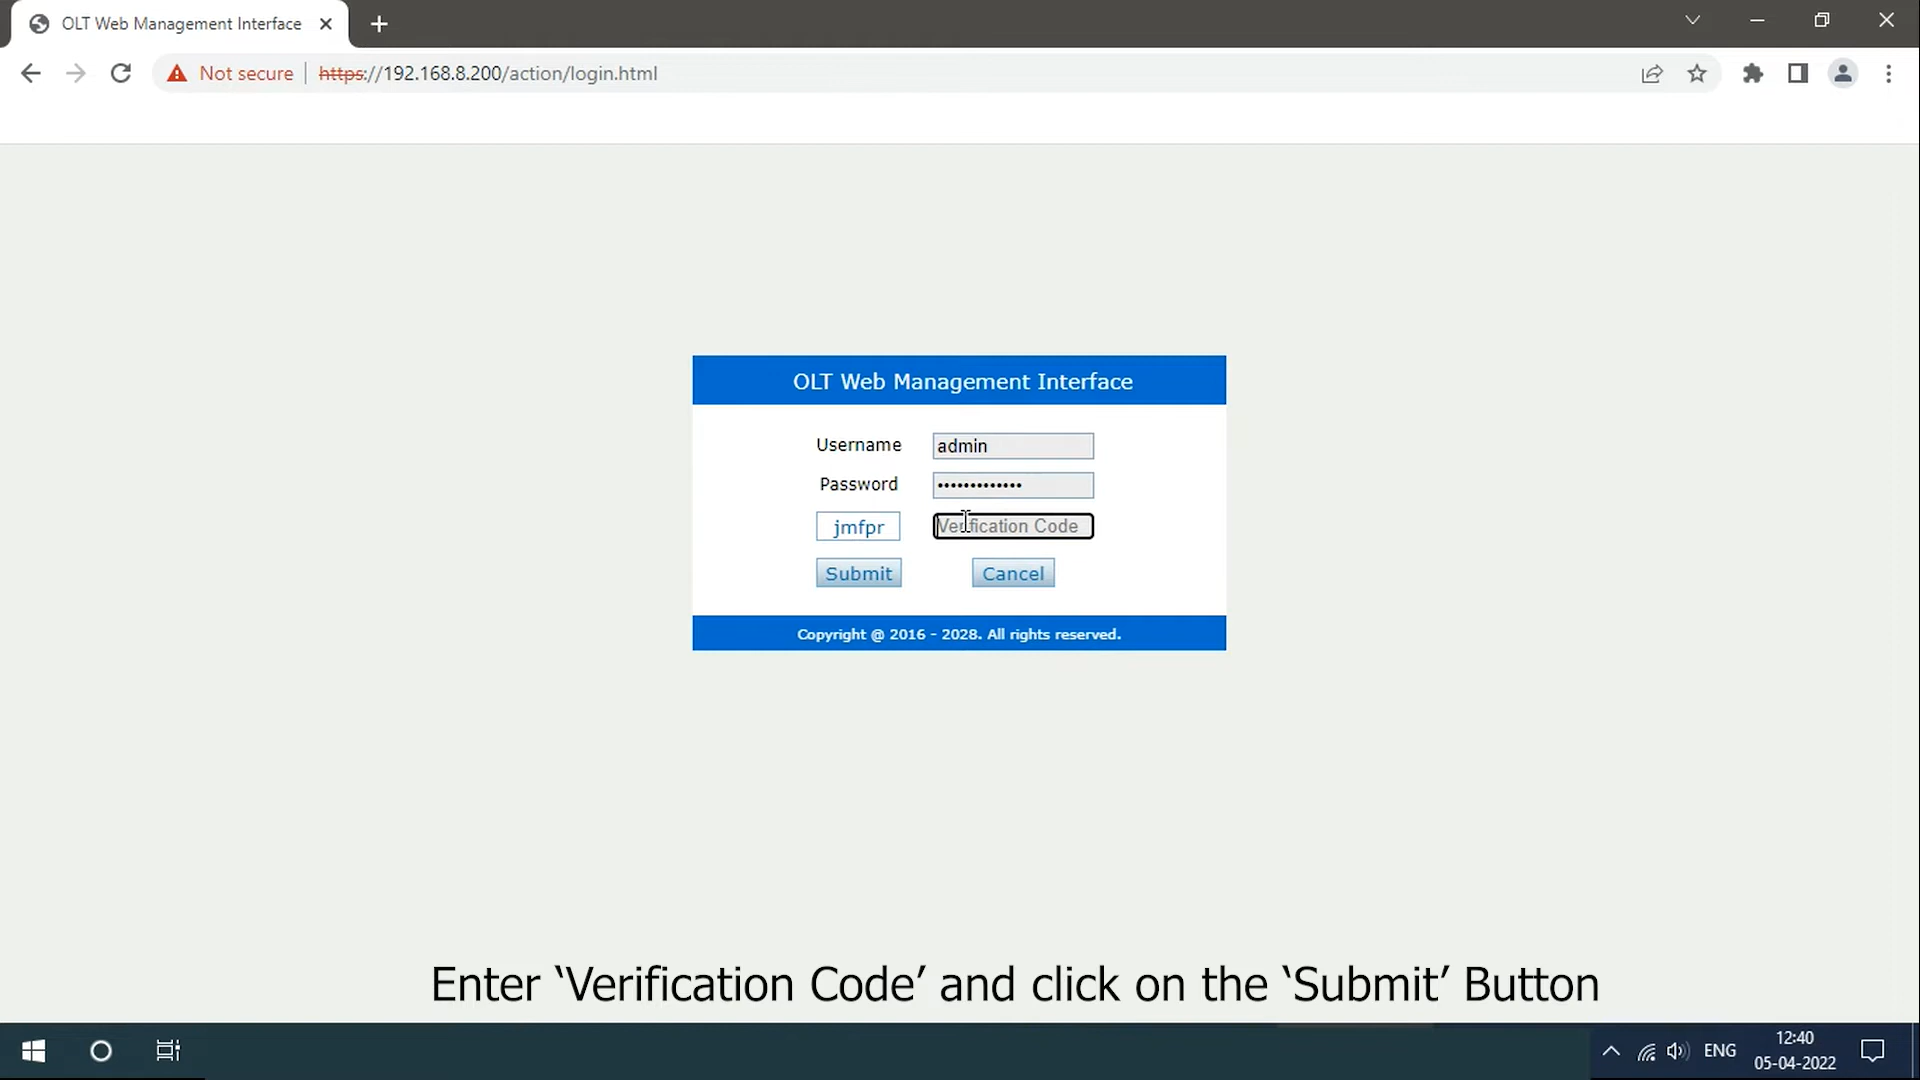 OLT Web Management Interface
Not secure https://192.168.8.200/action/login.html
OLT Web Management Interface
Username admin
Password •••••••••••••
jmfpr Verification Code
Submit Cancel
Copyright @ 2016 - 2028. All rights reserved.
Enter ‘Verification Code’ and click on the ‘Submit’ Button
ENG
12:40
05-04-2022